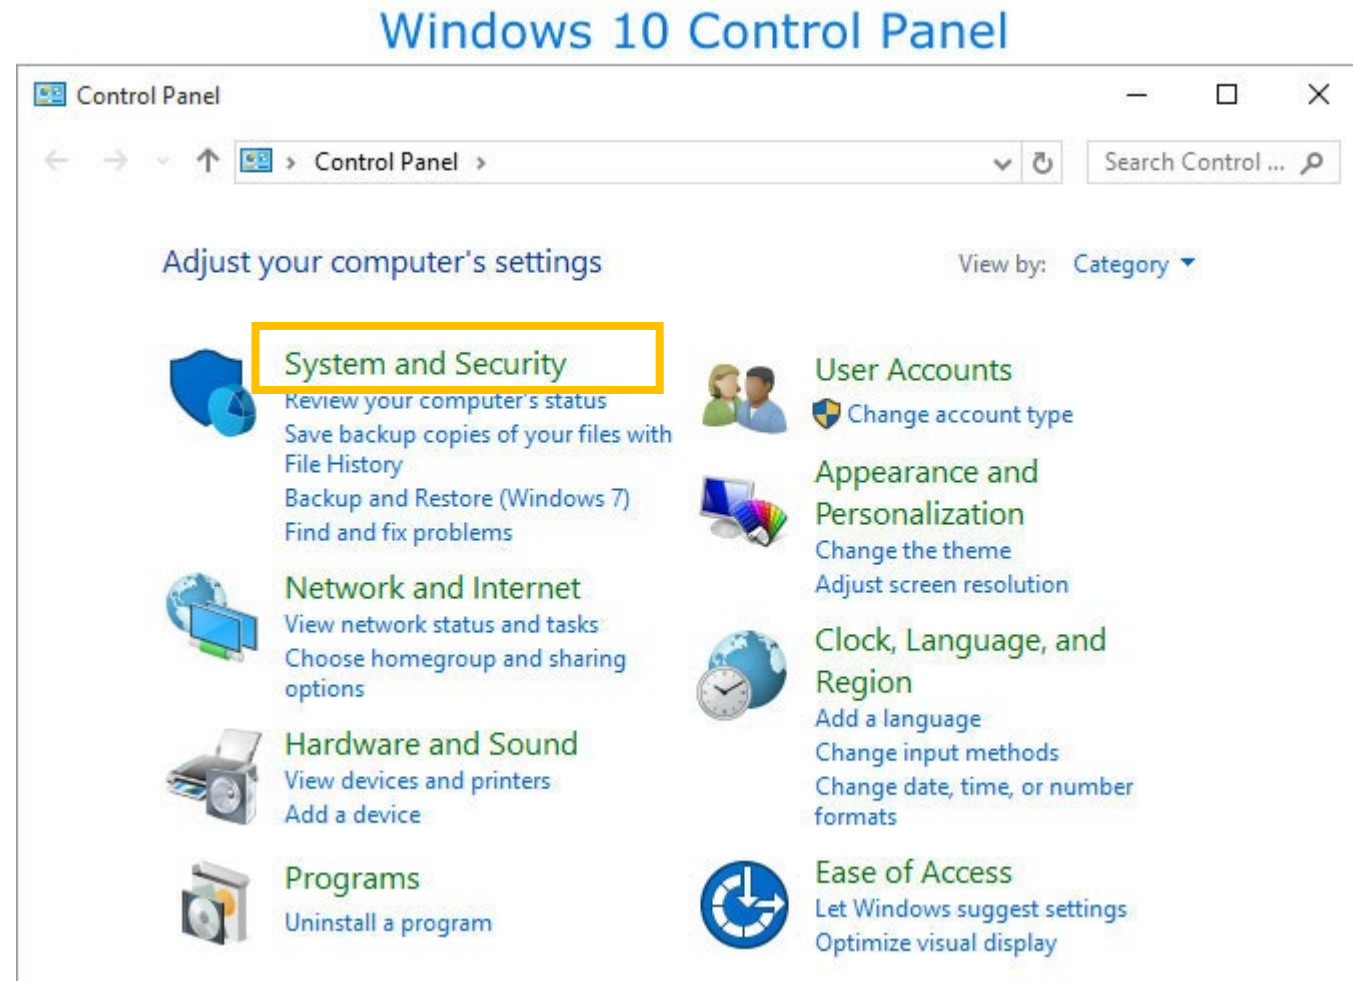 Windows 10 Control Panel
Control Panel
Control Panel
Search Control ...
Adjust your computer's settings
View by: Category
System and Security
Review your computer's status
Save backup copies of your files with
File History
Backup and Restore (Windows 7)
Find and fix problems
Network and Internet
View network status and tasks
Choose homegroup and sharing
options
Hardware and Sound
View devices and printers
Add a device
Programs
Uninstall a program
User Accounts
Change account type
Appearance and
Personalization
Change the theme
Adjust screen resolution
Clock, Language, and
Region
Add a language
Change input methods
Change date, time, or number
formats
Ease of Access
Let Windows suggest settings
Optimize visual display